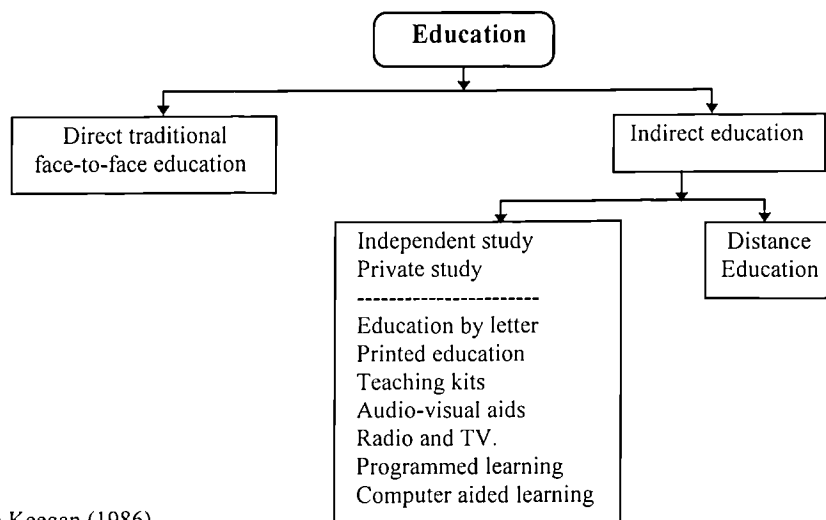 Education
Direct traditional
face-to-face education
Indirect education
Independent study
Private study
------------------------
Education by letter
Printed education
Teaching kits
Audio-visual aids
Radio and TV.
Programmed learning
Computer aided learning
Distance
Education
Keegan (1986)